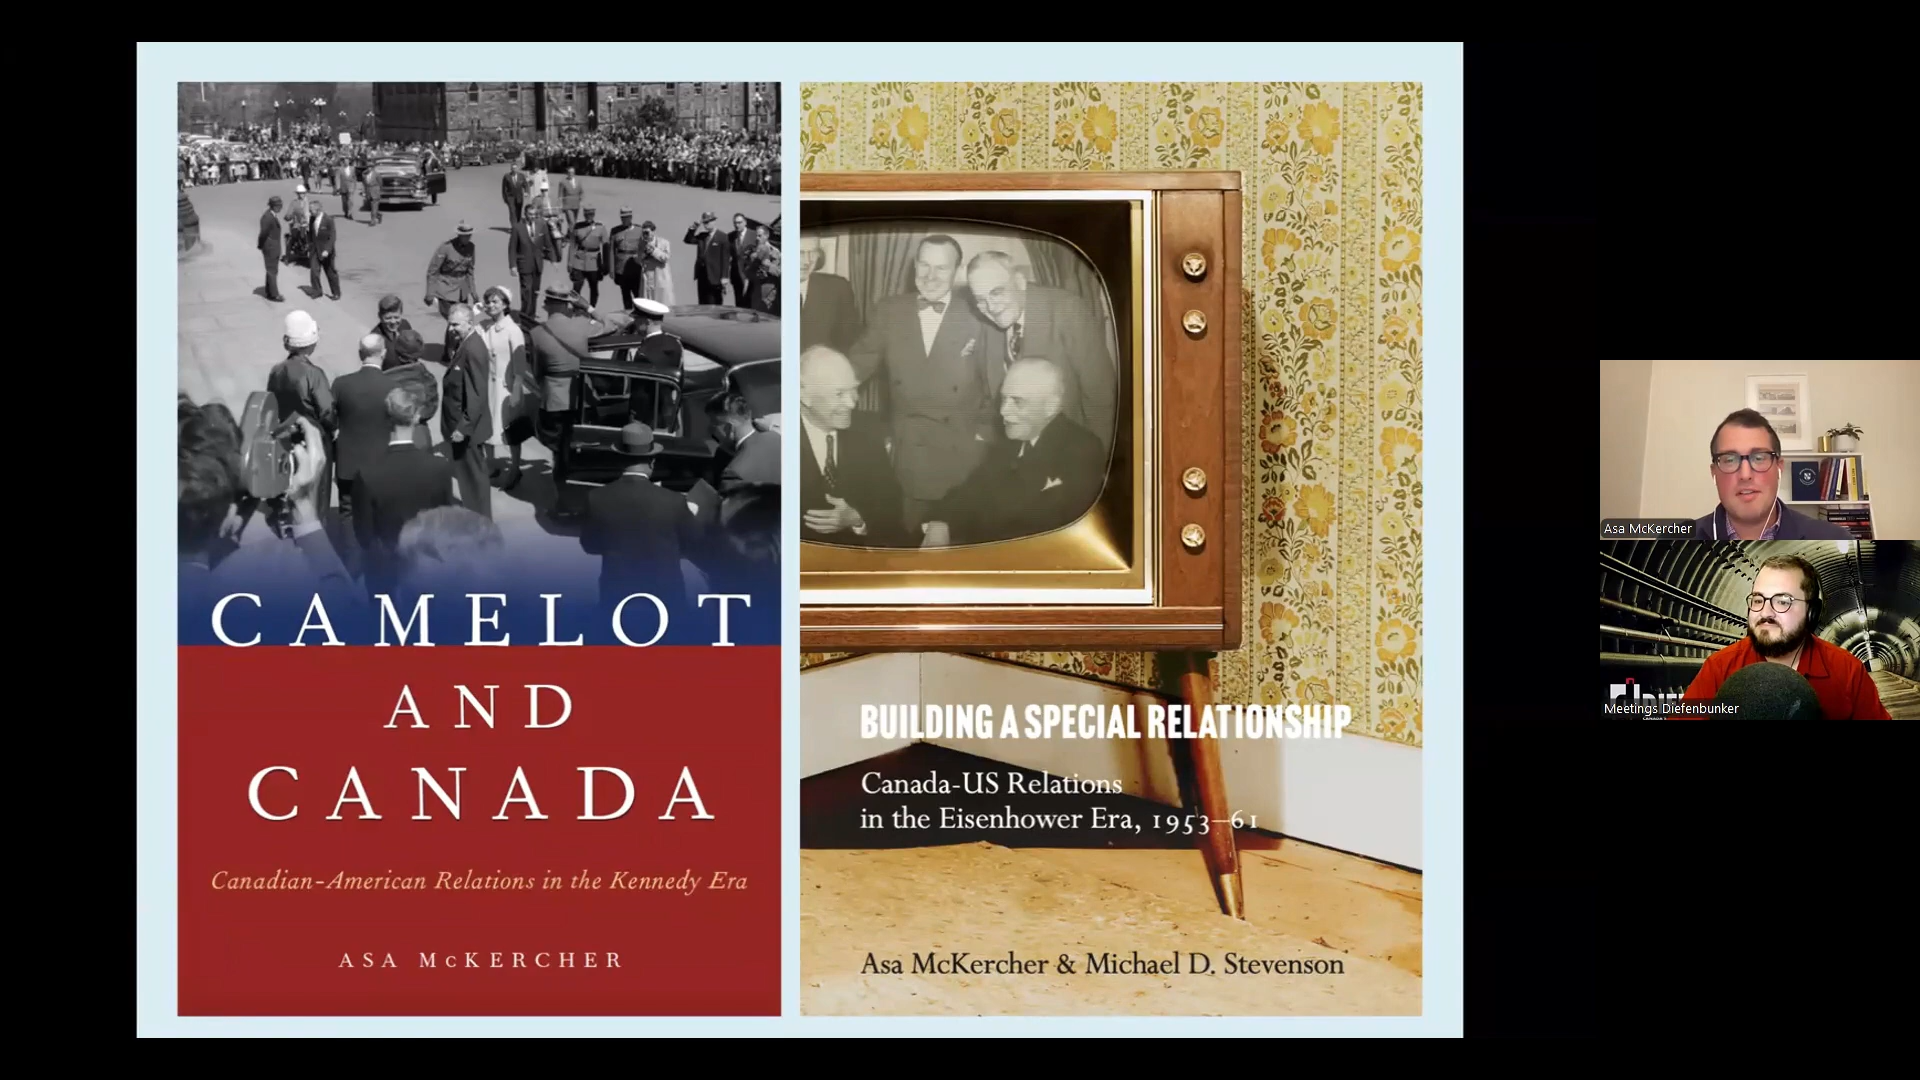 CAMELOT
AND
CANADA
Canadian-American Relations in the Kennedy Era
ASA McKERCHER
BUILDING A SPECIAL RELATIONSHIP
Canada-US Relations
in the Eisenhower Era, 1953–61
Asa McKercher & Michael D. Stevenson
Asa McKercher
Meetings Diefenbunker